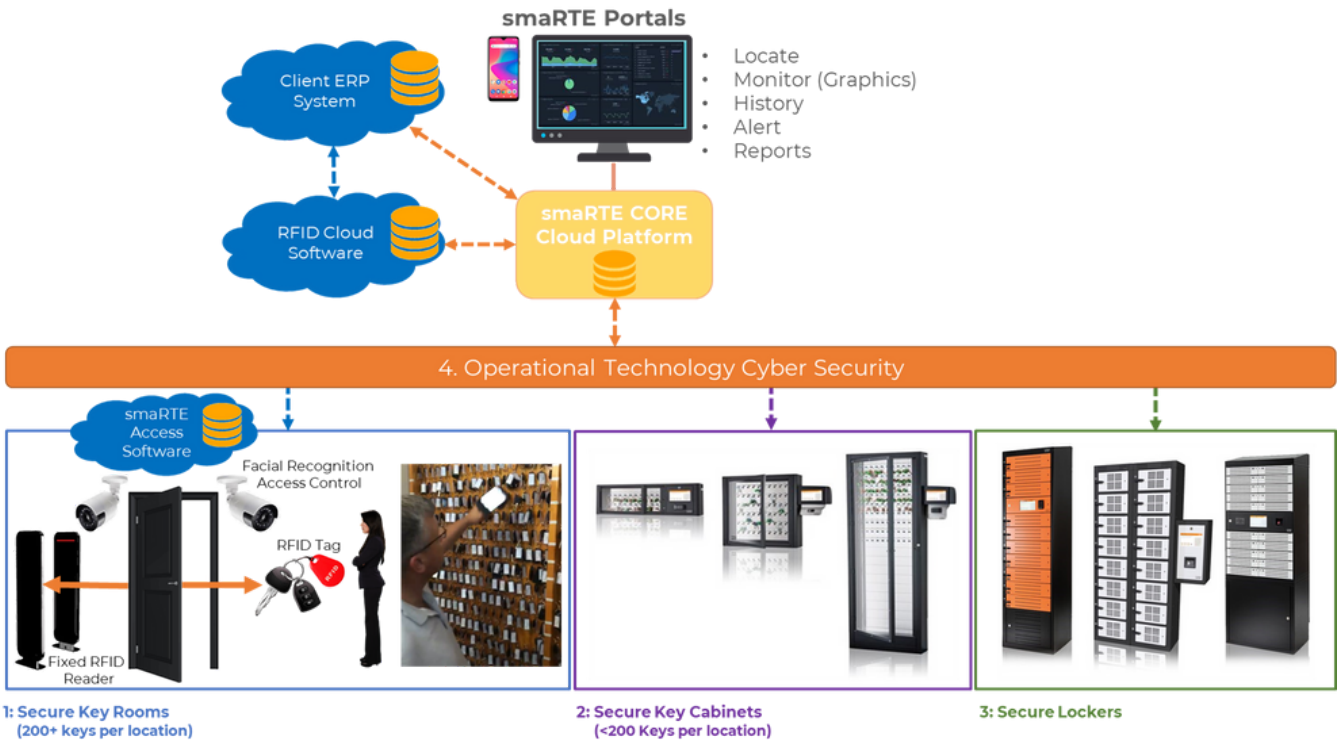 smaRTE Portals
Client ERP
System
• Locate
• Monitor (Graphics)
• History
• Alert
• Reports
RFID Cloud
Software
smaRTE CORE
Cloud Platform
4. Operational Technology Cyber Security
smaRTE
Access
Software
Facial Recognition
Access Control
RFID Tag
RFID
Fixed RFID
Reader
1: Secure Key Rooms
(200+ keys per location)
2: Secure Key Cabinets
(<200 Keys per location)
3: Secure Lockers